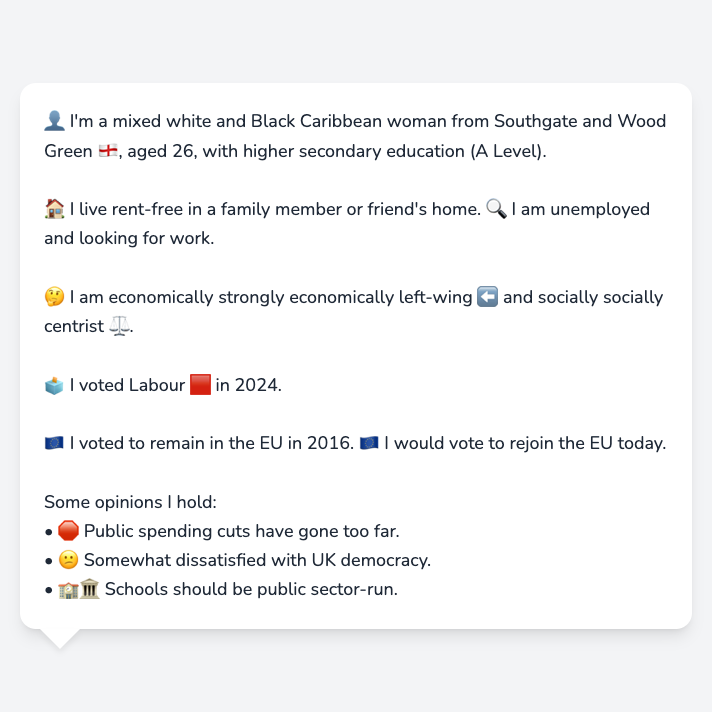 👤 I'm a mixed white and Black Caribbean woman from Southgate and Wood
Green 🏴󠁧󠁢󠁥󠁮󠁧󠁿, aged 26, with higher secondary education (A Level).
🏠 I live rent-free in a family member or friend's home. 🔍 I am unemployed
and looking for work.
🤔 I am economically strongly economically left-wing ⬅️ and socially socially
centrist ⚖️.
🗳️ I voted Labour 🟥 in 2024.
🇪🇺 I voted to remain in the EU in 2016. 🇪🇺 I would vote to rejoin the EU today.
Some opinions I hold:
• 🛑 Public spending cuts have gone too far.
• 😕 Somewhat dissatisfied with UK democracy.
• 🏫🏛️ Schools should be public sector-run.